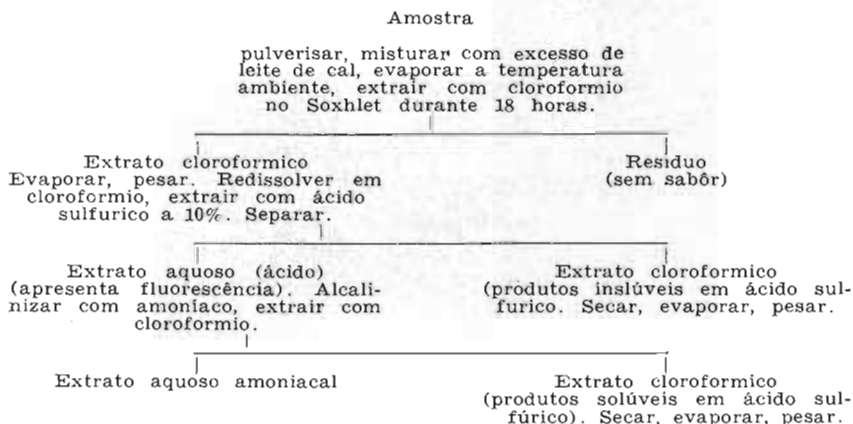 Amostra
pulverisar, misturar com excesso de
leite de cal, evaporar a temperatura
ambiente, extrair com cloroformio
no Soxhlet durante 18 horas.
Extrato cloroformico
Evaporar, pesar. Redissolver em
cloroformio, extrair com ácido
sulfurico a 10%. Separar.
Resíduo
(sem sabôr)
Extrato aquoso (ácido)
(apresenta fluorescência). Alcali-
nizar com amoníaco, extrair com
cloroformio.
Extrato cloroformico
(produtos inslúveis em ácido sul-
furico. Secar, evaporar, pesar.
Extrato aquoso amoniacal
Extrato cloroformico
(produtos solúveis em ácido sul-
fúrico). Secar, evaporar, pesar.